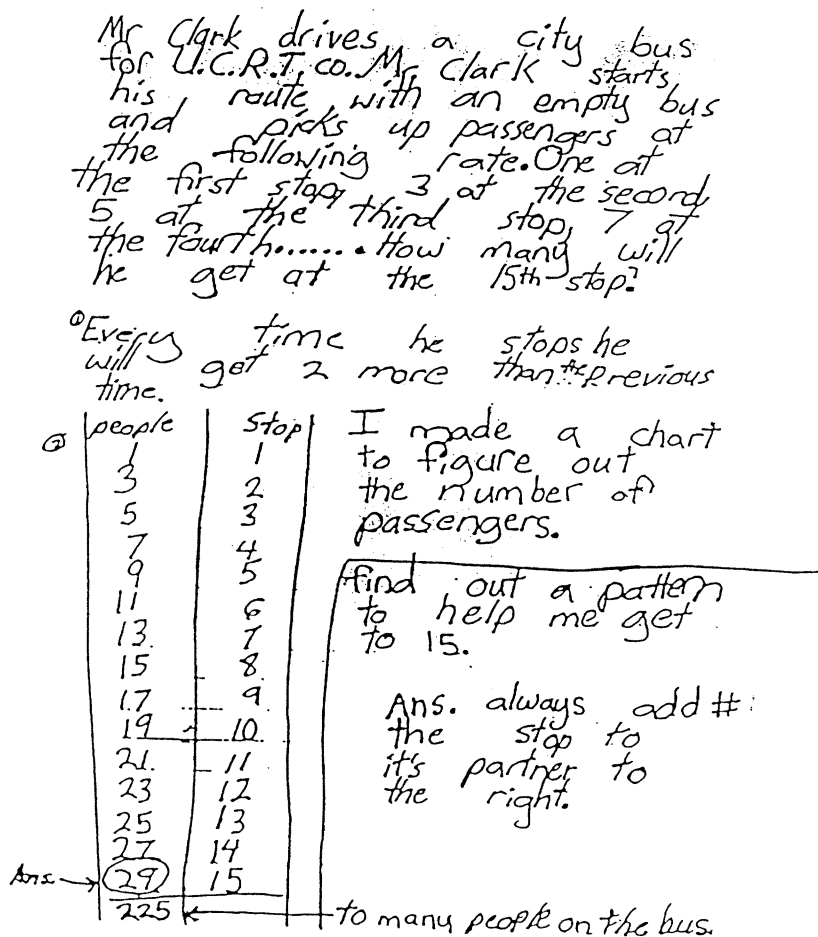 Mr Clark drives a city bus
for U.C.R.T. co. Mr. Clark starts
his route with an empty bus
and picks up passengers at
the following rate. One at
the first stop, 3 at the second,
5 at the third stop, 7 at
the fourth....... How many will
he get at the 15th stop?
① Every time he stops he
will get 2 more than the previous
time.
② people Stop
1 1
3 2
5 3
7 4
9 5
11 6
13 7
15 8
17 9
19 10
21 11
23 12
25 13
27 14
Ans → 29 15
225 ← to many people on the bus.
I made a chart
to figure out
the number of
passengers.
find out a pattern
to help me get
to 15.
Ans. always add #
the stop to
it's partner to
the right.